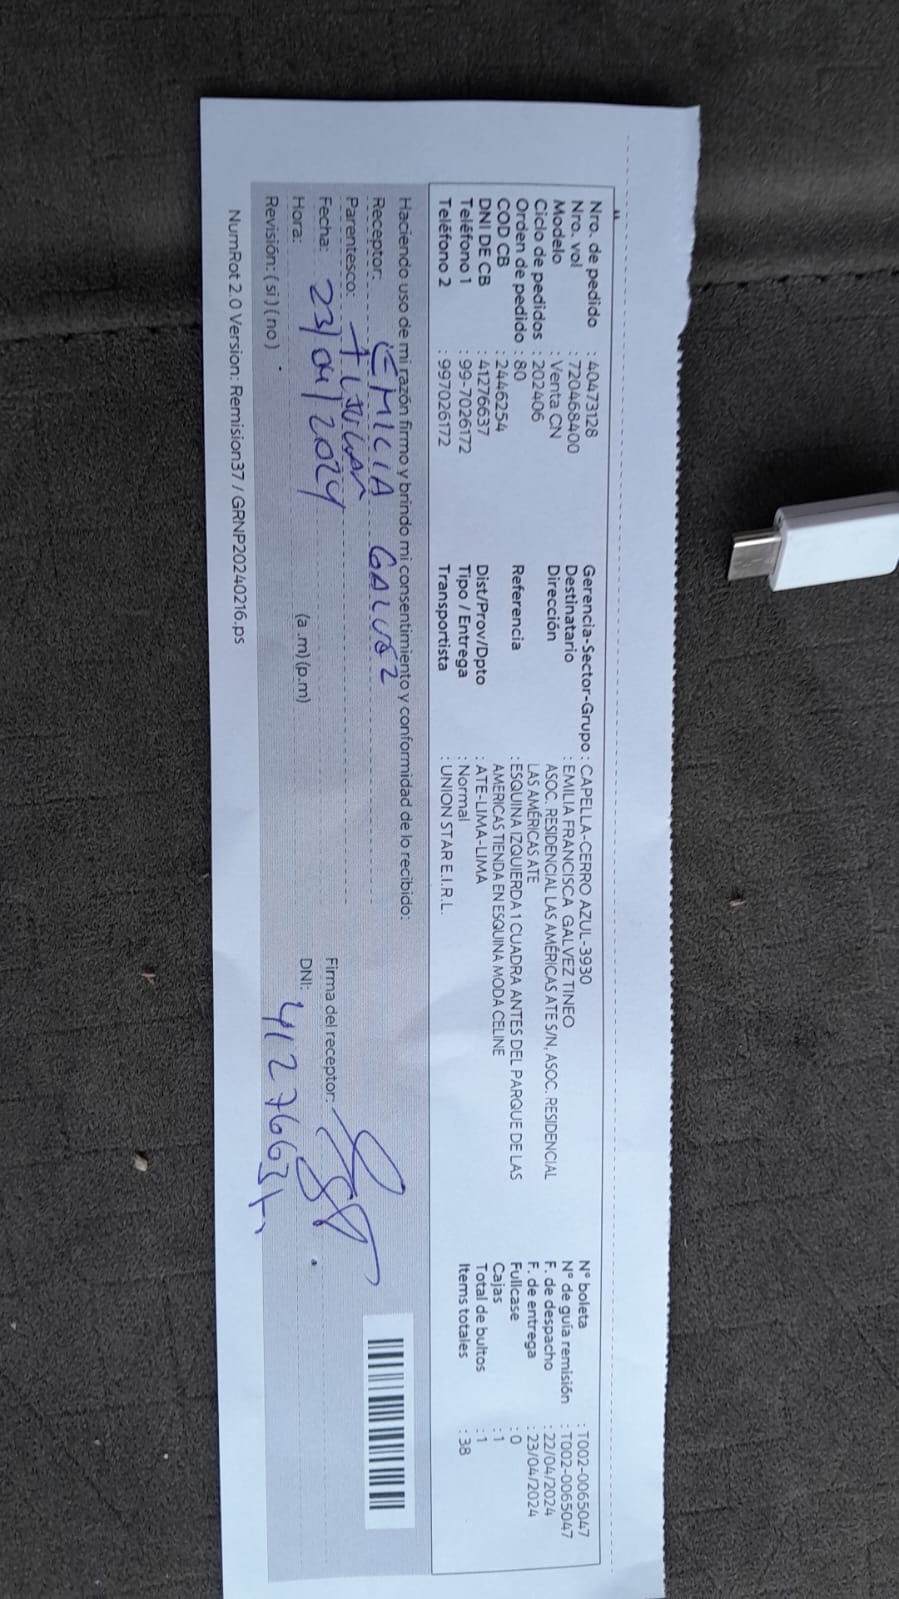 Nro. de pedido : 40473128
Nro. vol : 720468400
Modelo : Venta CN
Ciclo de pedidos : 202406
Orden de pedido : 80
COD CB : 2446254
DNI DE CB : 41276637
Teléfono 1 : 99-7026172
Teléfono 2 : 997026172
Gerencia-Sector-Grupo : CAPELLA-CERRO AZUL-3930
Destinatario : EMILIA FRANCISCA GALVEZ TINEO
Dirección ASOC. RESIDENCIAL LAS AMÉRICAS ATE S/N, ASOC. RESIDENCIAL
LAS AMÉRICAS ATE
Referencia : ESQUINA IZQUIERDA 1 CUADRA ANTES DEL PARQUE DE LAS
AMERICAS TIENDA EN ESQUINA MODA CELINE
Dist/Prov/Dpto : ATE-LIMA-LIMA
Tipo / Entrega : Normal
Transportista : UNION STAR E.I.R.L.
N° boleta : T002-0065047
N° de guía remisión : T002-0065047
F. de despacho : 22/04/2024
F. de entrega : 23/04/2024
Fullcase : 0
Cajas : 1
Total de bultos : 1
Items totales : 38
Haciendo uso de mi razón firmo y brindo mi consentimiento y conformidad de lo recibido:
Receptor: EMILIA GALVEZ
Parentesco:
Fecha: 23/04/2024
Hora: (a.m) (p.m)
Revisión: ( si ) ( no )
Firma del receptor:
DNI: 41276637
NumRot 2.0 Version: Remision37 / GRNP20240216.ps